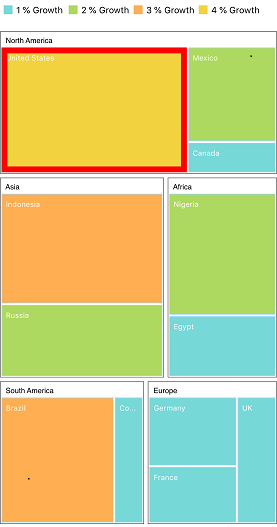 1 % Growth 2 % Growth 3 % Growth 4 % Growth
North America
United States
Mexico
Canada
Asia
Africa
Indonesia
Nigeria
Russia
Egypt
South America
Europe
Brazil
Co...
Germany
UK
France